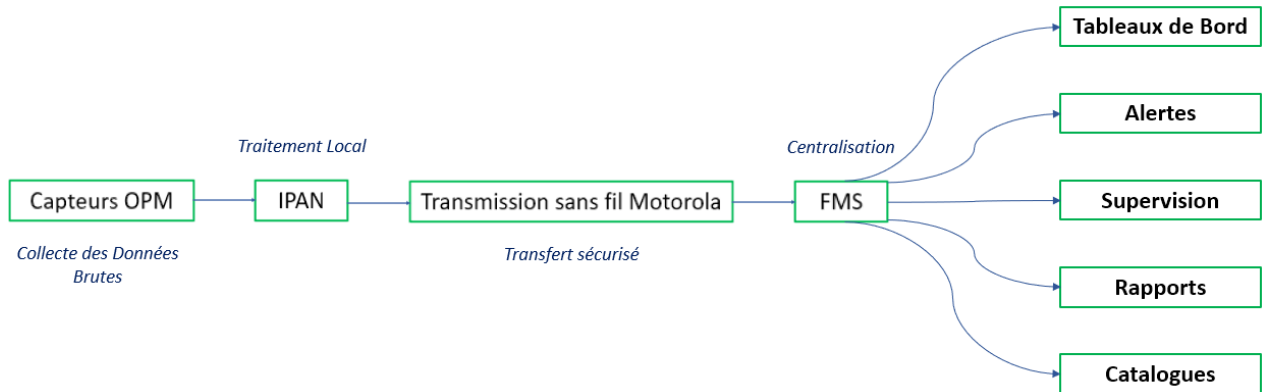 Tableaux de Bord
Alertes
Traitement Local
Centralisation
Capteurs OPM
IPAN
Transmission sans fil Motorola
FMS
Supervision
Collecte des Données
Brutes
Transfert sécurisé
Rapports
Catalogues